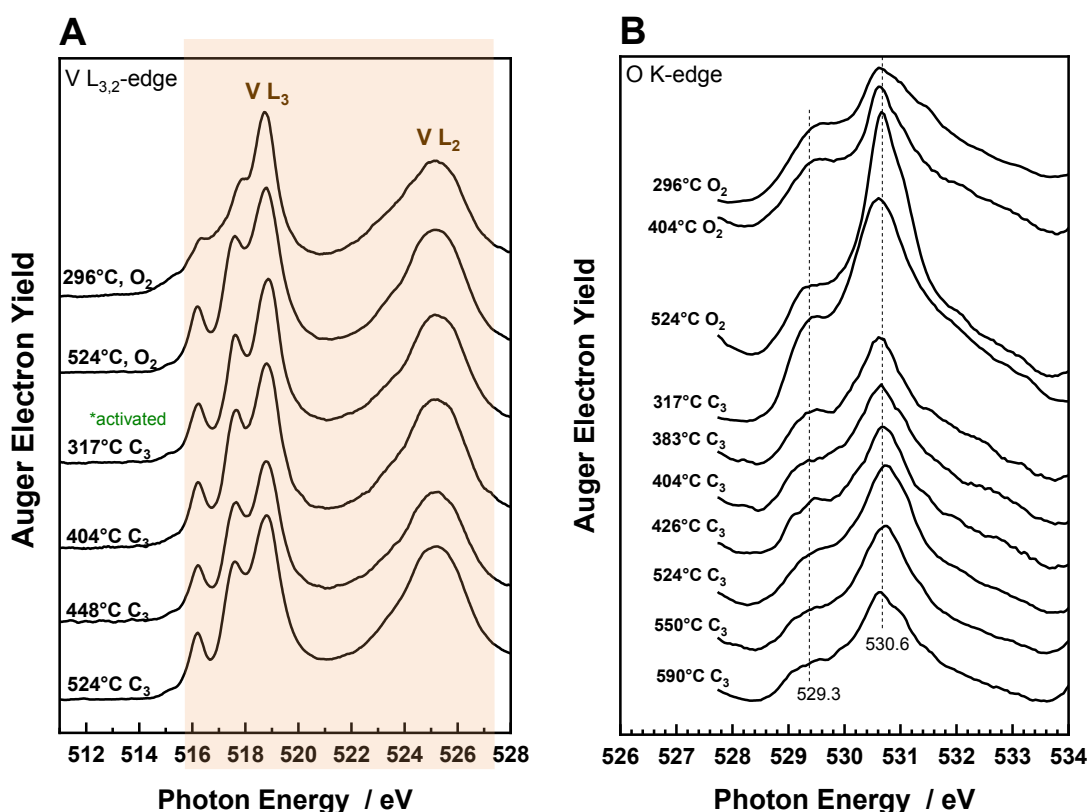 A
V L3,2-edge
V L3
V L2
296°C, O2
524°C, O2
*activated
317°C C3
404°C C3
448°C C3
524°C C3
Auger Electron Yield
512 514 516 518 520 522 524 526 528
Photon Energy / eV
B
O K-edge
296°C O2
404°C O2
524°C O2
317°C C3
383°C C3
404°C C3
426°C C3
524°C C3
550°C C3
590°C C3
530.6
529.3
Auger Electron Yield
526 527 528 529 530 531 532 533 534
Photon Energy / eV